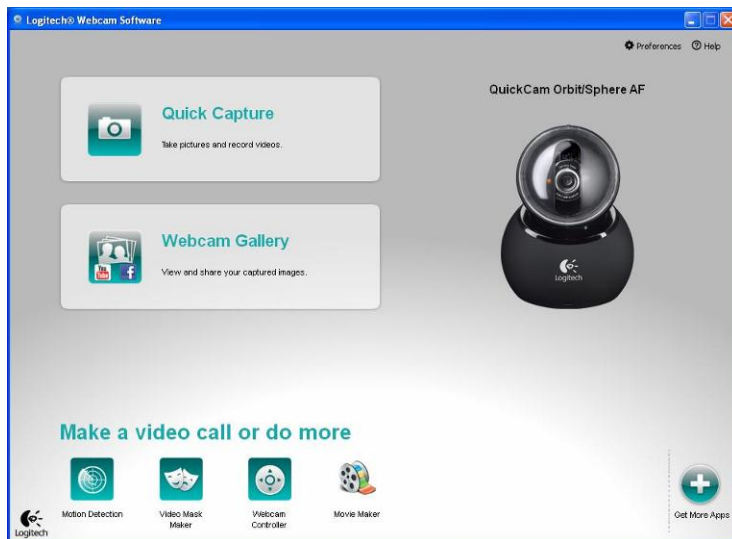 Logitech® Webcam Software
Preferences Help
QuickCam Orbit/Sphere AF
Quick Capture
Take pictures and record videos.
Webcam Gallery
You
Tube
f
View and share your captured images.
Logitech
Make a video call or do more
Motion Detection
Video Mask
Maker
Webcam
Controller
Movie Maker
Get More Apps
Logitech